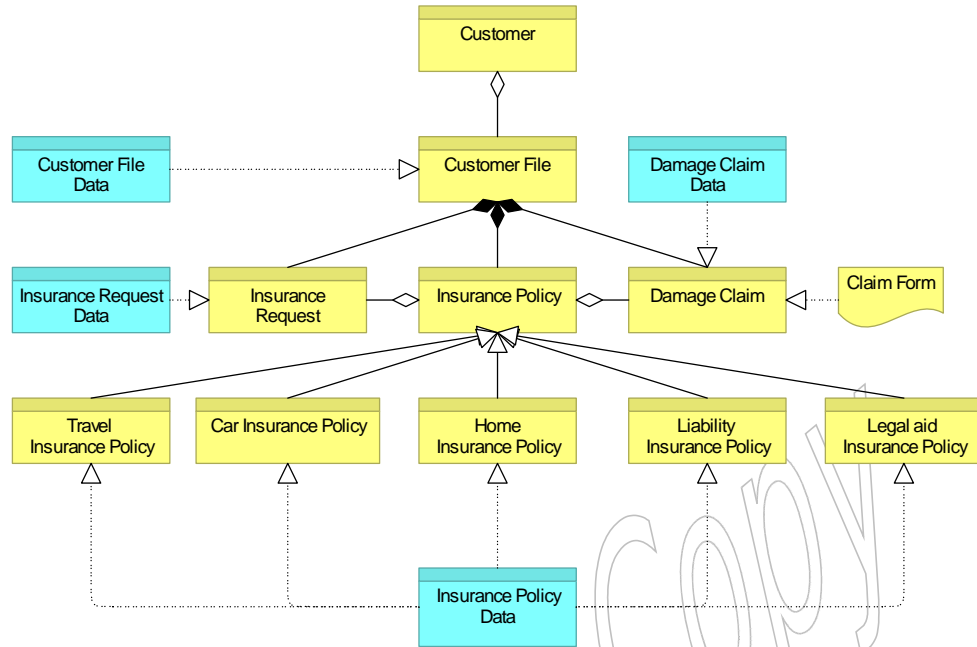 Customer
Customer File
Data
Customer File
Damage Claim
Data
Insurance Request
Data
Insurance
Request
Insurance Policy
Damage Claim
Claim Form
Travel
Insurance Policy
Car Insurance Policy
Home
Insurance Policy
Liability
Insurance Policy
Legal aid
Insurance Policy
Insurance Policy
Data
Copy